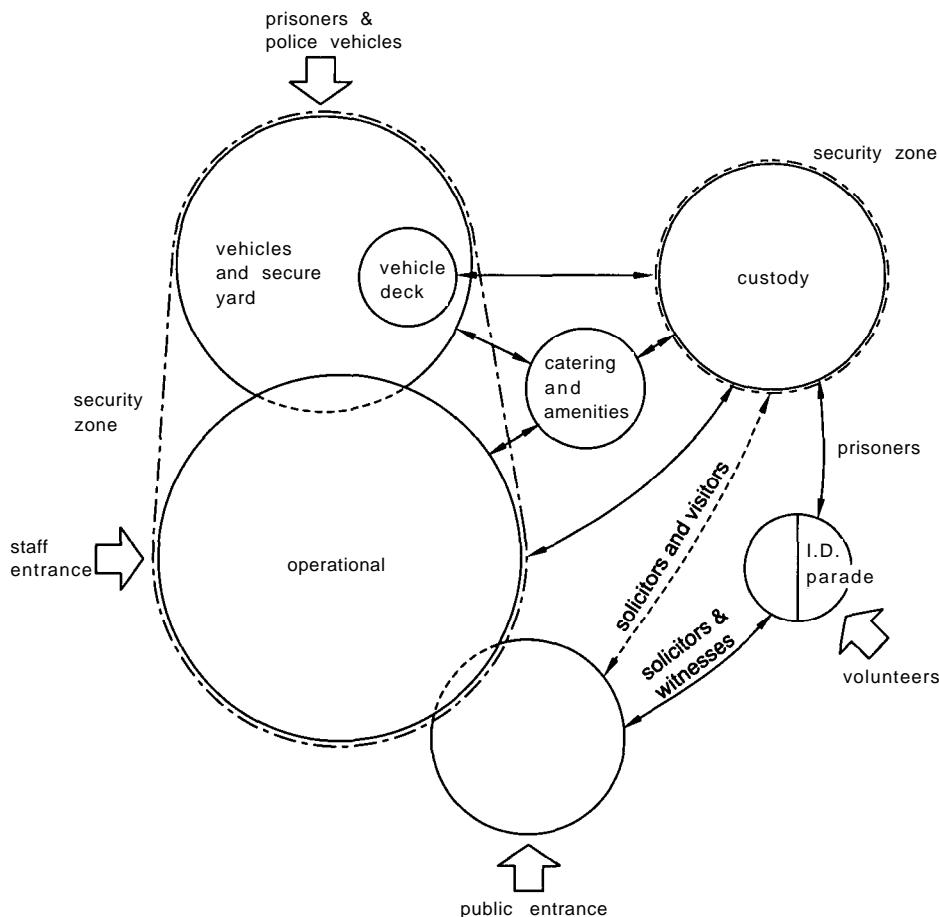 prisoners &
police vehicles
security zone
vehicles
and secure
yard
vehicle
deck
custody
catering
and
amenities
security
zone
prisoners
solicitors and visitors
staff
entrance
operational
I.D.
parade
solicitors &
witnesses
volunteers
public entrance